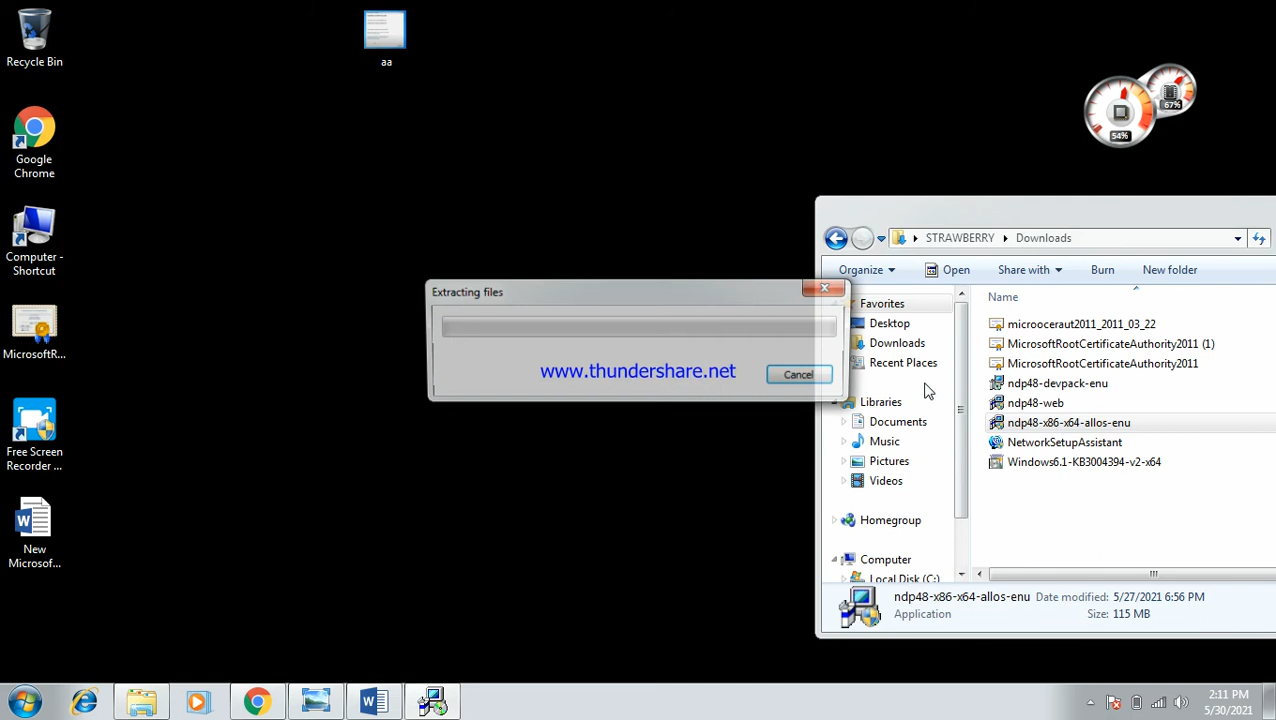 Recycle Bin
aa
67%
54%
Google
Chrome
Computer -
Shortcut
MicrosoftR...
Free Screen
Recorder ...
New
Microsof...
Extracting files
www.thundershare.net
Cancel
STRAWBERRY
Downloads
Organize
Open
Share with
Burn
New folder
Favorites
Desktop
Downloads
Recent Places
Libraries
Documents
Music
Pictures
Videos
Homegroup
Computer
Local Disk (C:)
Name
microoceraut2011_2011_03_22
MicrosoftRootCertificateAuthority2011 (1)
MicrosoftRootCertificateAuthority2011
ndp48-devpack-enu
ndp48-web
ndp48-x86-x64-allos-enu
NetworkSetupAssistant
Windows6.1-KB3004394-v2-x64
ndp48-x86-x64-allos-enu Date modified: 5/27/2021 6:56 PM
Application Size: 115 MB
2:11 PM
5/30/2021